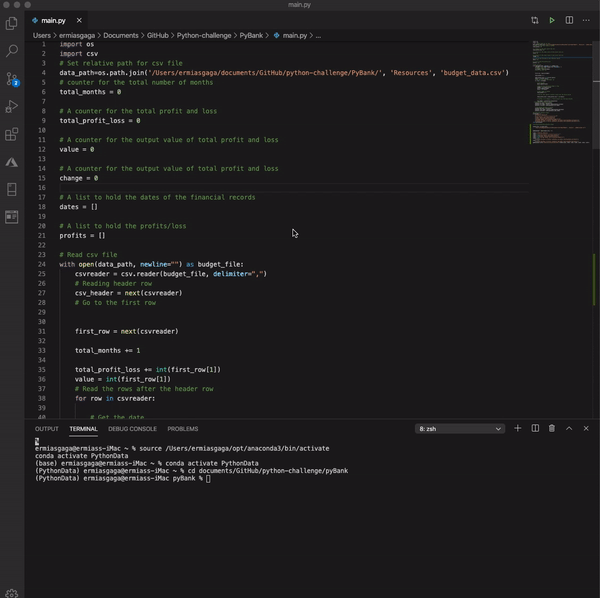 main.py
main.py
Users > ermiasgaga > Documents > GitHub > Python-challenge > PyBank > main.py > ...
1 import os
2 import csv
3 # Set relative path for csv file
4 data_path=os.path.join('/Users/ermiasgaga/documents/GitHub/python-challenge/PyBank/', 'Resources', 'budget_data.csv')
5 # counter for the total number of months
6 total_months = 0
7
8 # A counter for the total profit and loss
9 total_profit_loss = 0
10
11 # A counter for the output value of total profit and loss
12 value = 0
13
14 # A counter for the output value of total profit and loss
15 change = 0
16
17 # A list to hold the dates of the financial records
18 dates = []
19
20 # A list to hold the profits/loss
21 profits = []
22
23 # Read csv file
24 with open(data_path, newline="") as budget_file:
25 csvreader = csv.reader(budget_file, delimiter=",")
26 # Reading header row
27 csv_header = next(csvreader)
28 # Go to the first row
29
30
31 first_row = next(csvreader)
32
33 total_months += 1
34
35 total_profit_loss += int(first_row[1])
36 value = int(first_row[1])
37 # Read the rows after the header row
38 for row in csvreader:
39
40 # Get the date
OUTPUT TERMINAL DEBUG CONSOLE PROBLEMS 8: zsh
%
ermiasgaga@ermiass-iMac ~ % source /Users/ermiasgaga/opt/anaconda3/bin/activate
conda activate PythonData
(base) ermiasgaga@ermiass-iMac ~ % conda activate PythonData
(PythonData) ermiasgaga@ermiass-iMac ~ % cd documents/GitHub/python-challenge/pyBank
(PythonData) ermiasgaga@ermiass-iMac pyBank %